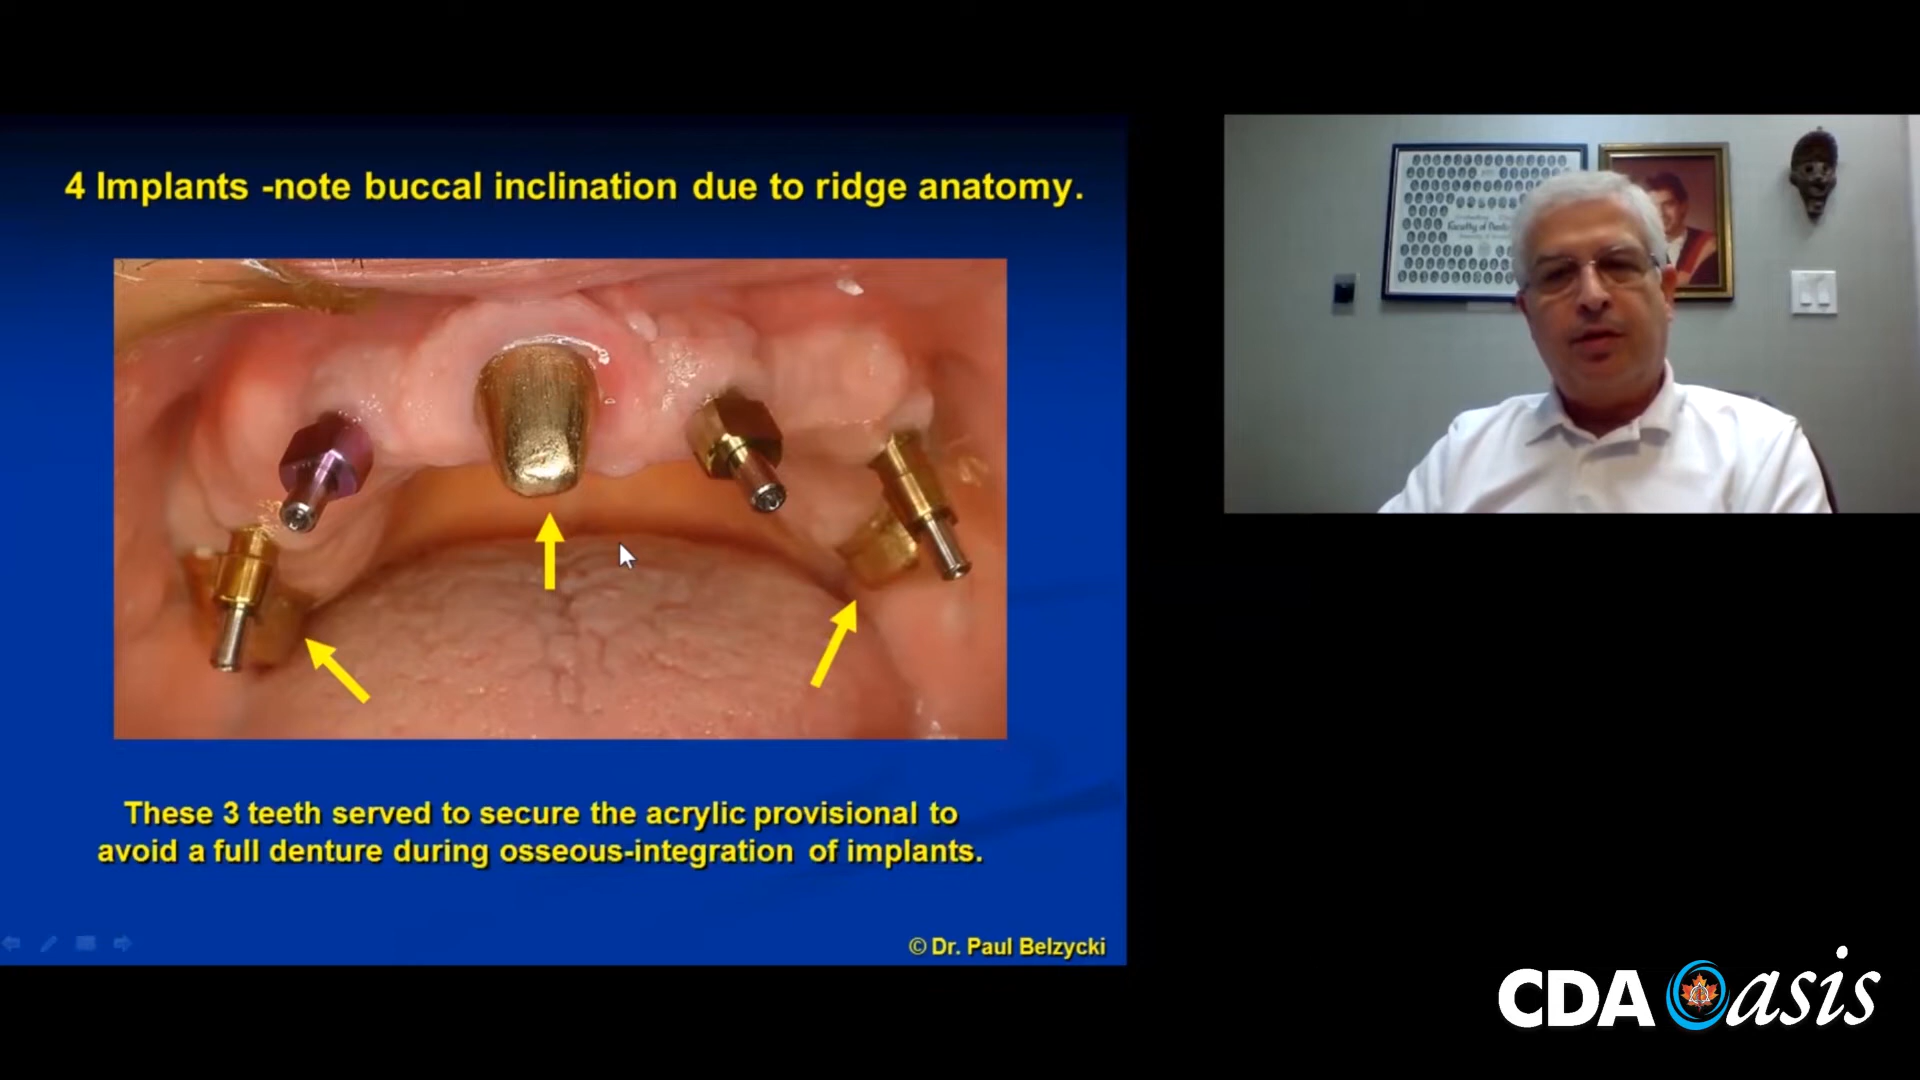 4 Implants -note buccal inclination due to ridge anatomy.
These 3 teeth served to secure the acrylic provisional to
avoid a full denture during osseous-integration of implants.
© Dr. Paul Belzycki
CDA Oasis